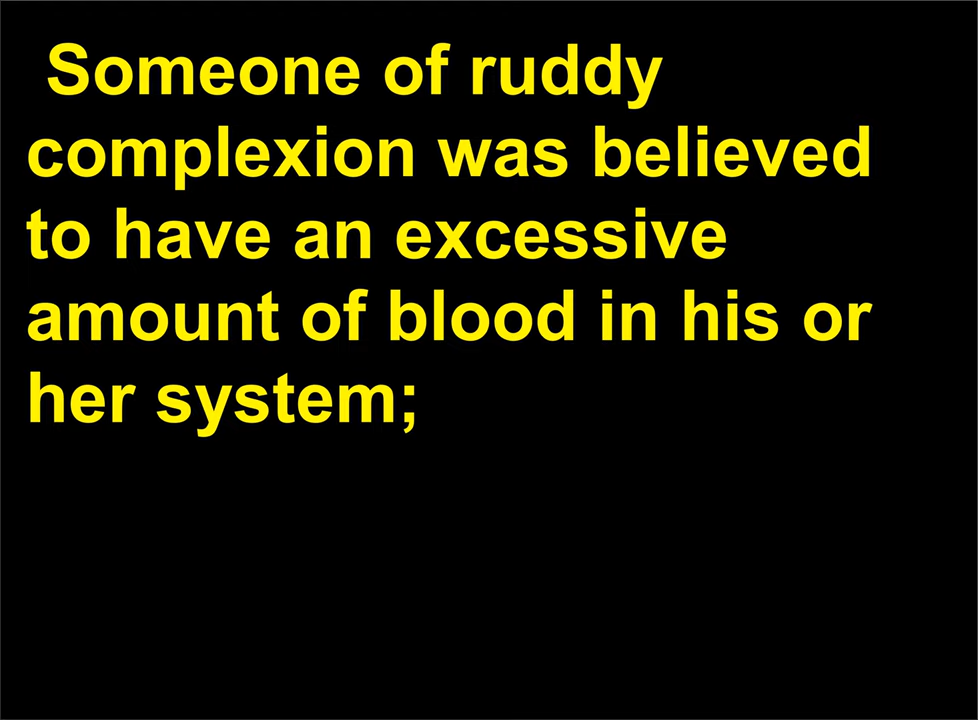 Someone of ruddy
complexion was believed
to have an excessive
amount of blood in his or
her system;